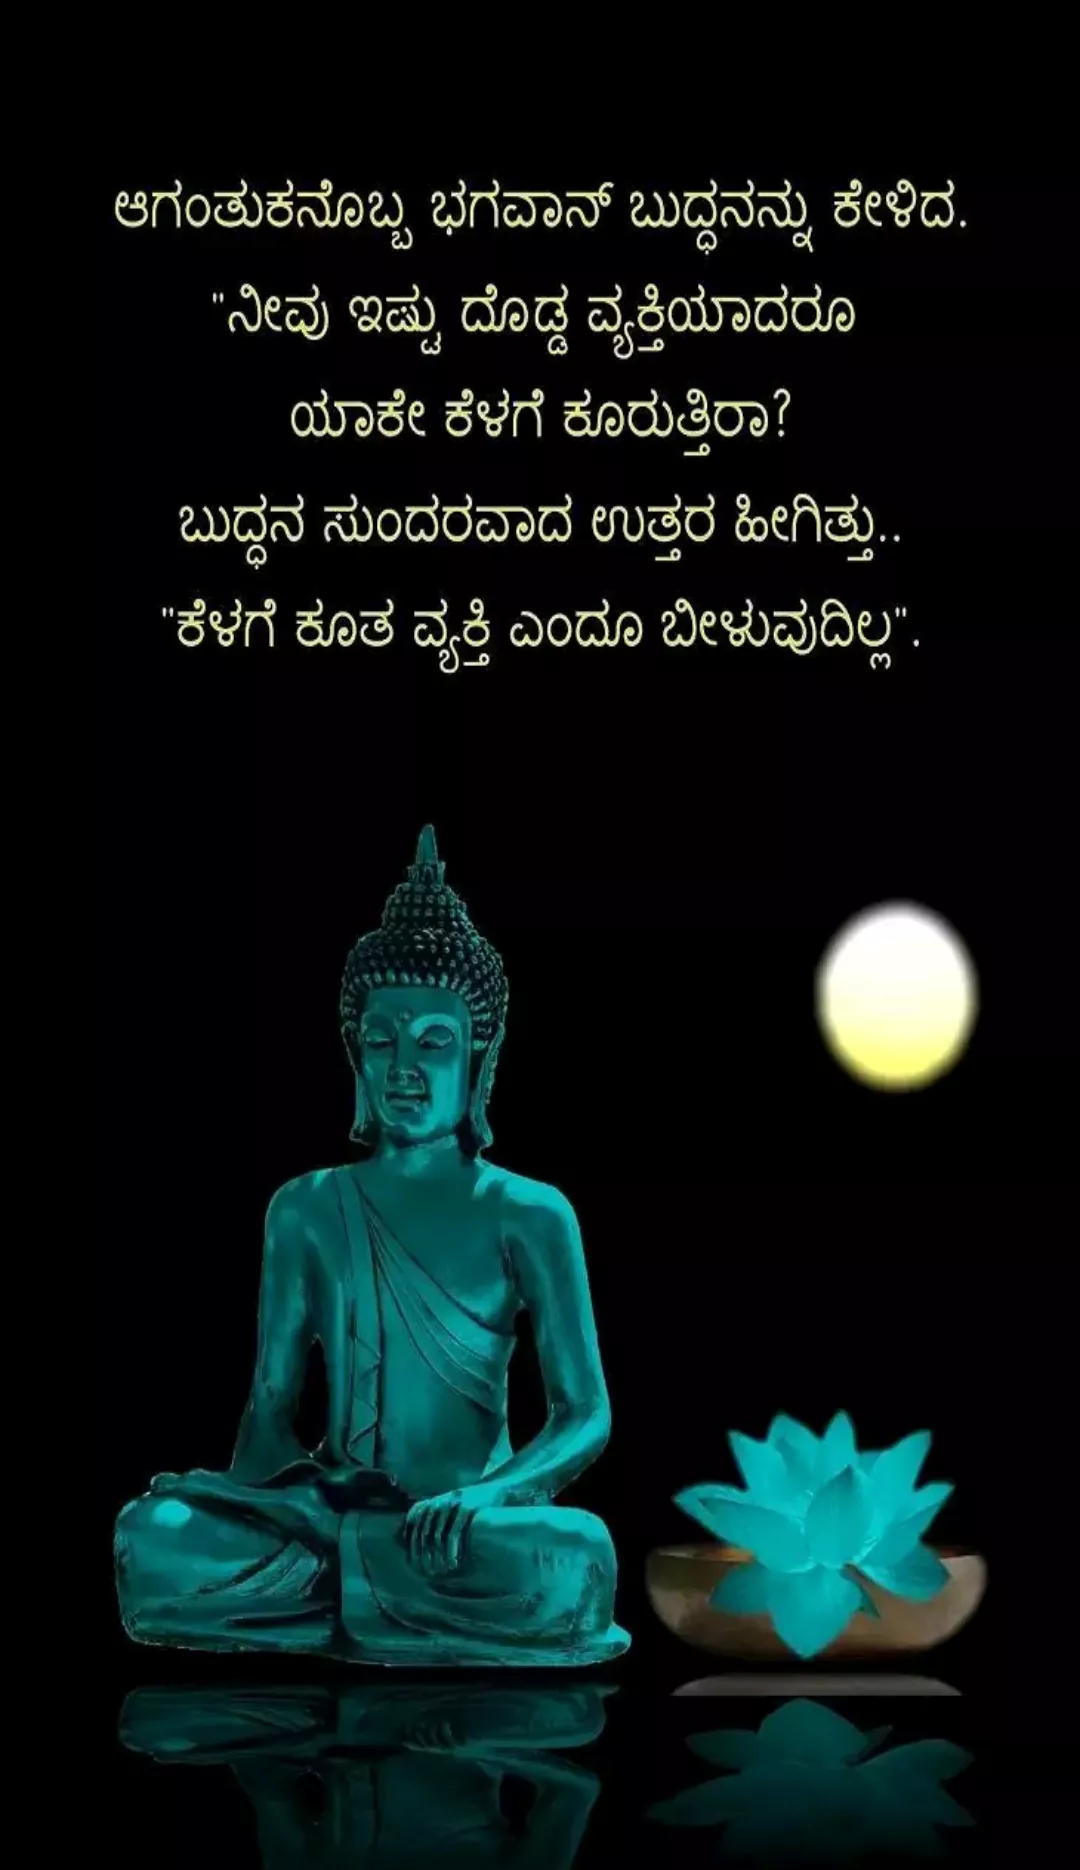 ಆಗಂತುಕನೊಬ್ಬ ಭಗವಾನ್ ಬುದ್ಧನನ್ನು ಕೇಳಿದ.
"ನೀವು ಇಷ್ಟು ದೊಡ್ಡ ವ್ಯಕ್ತಿಯಾದರೂ
ಯಾಕೇ ಕೆಳಗೆ ಕೂರುತ್ತಿರಾ?
ಬುದ್ಧನ ಸುಂದರವಾದ ಉತ್ತರ ಹೀಗಿತ್ತು..
"ಕೆಳಗೆ ಕೂತ ವ್ಯಕ್ತಿ ಎಂದೂ ಬೀಳುವುದಿಲ್ಲ".